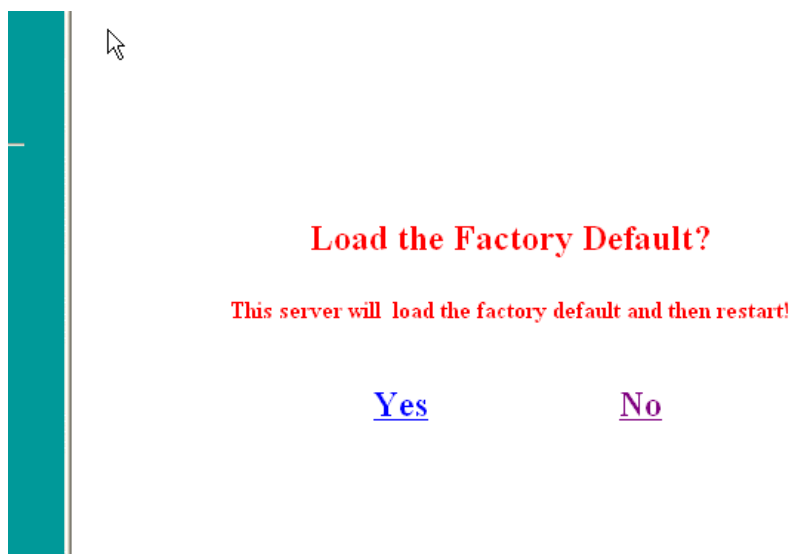 Load the Factory Default?
This server will  load the factory default and then restart!
Yes No